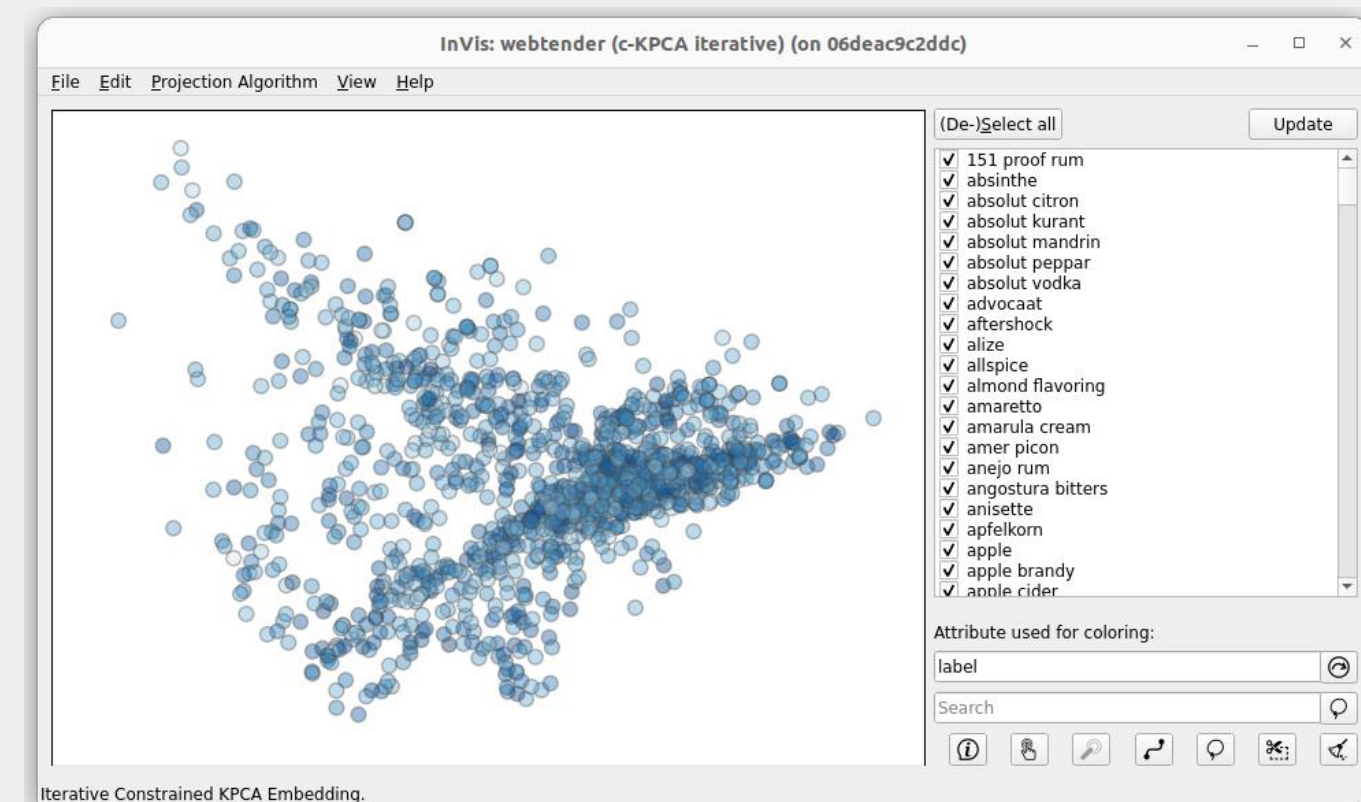 InVis: webtender (c-KPCA iterative) (on 06deac9c2ddc)
File Edit Projection Algorithm View Help
(De-)Select all Update
151 proof rum
absinthe
absolut citron
absolut kurant
absolut mandrin
absolut peppar
absolut vodka
advocaat
aftershock
alize
allspice
almond flavoring
amaretto
amarula cream
amer picon
anejo rum
angostura bitters
anisette
apfelkorn
apple
apple brandy
apple cider
Attribute used for coloring:
label
Search
Iterative Constrained KPCA Embedding.